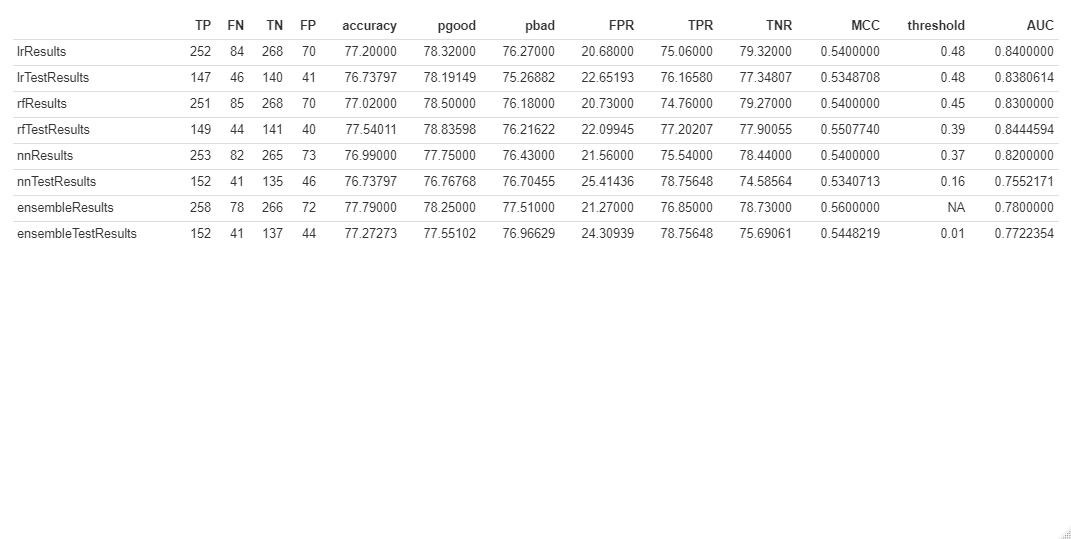 TP FN TN FP accuracy pgood pbad FPR TPR TNR MCC threshold AUC
lrResults 252 84 268 70 77.20000 78.32000 76.27000 20.68000 75.06000 79.32000 0.5400000 0.48 0.8400000
lrTestResults 147 46 140 41 76.73797 78.19149 75.26882 22.65193 76.16580 77.34807 0.5348708 0.48 0.8380614
rfResults 251 85 268 70 77.02000 78.50000 76.18000 20.73000 74.76000 79.27000 0.5400000 0.45 0.8300000
rfTestResults 149 44 141 40 77.54011 78.83598 76.21622 22.09945 77.20207 77.90055 0.5507740 0.39 0.8444594
nnResults 253 82 265 73 76.99000 77.75000 76.43000 21.56000 75.54000 78.44000 0.5400000 0.37 0.8200000
nnTestResults 152 41 135 46 76.73797 76.76768 76.70455 25.41436 78.75648 74.58564 0.5340713 0.16 0.7552171
ensembleResults 258 78 266 72 77.79000 78.25000 77.51000 21.27000 76.85000 78.73000 0.5600000 NA 0.7800000
ensembleTestResults 152 41 137 44 77.27273 77.55102 76.96629 24.30939 78.75648 75.69061 0.5448219 0.01 0.7722354